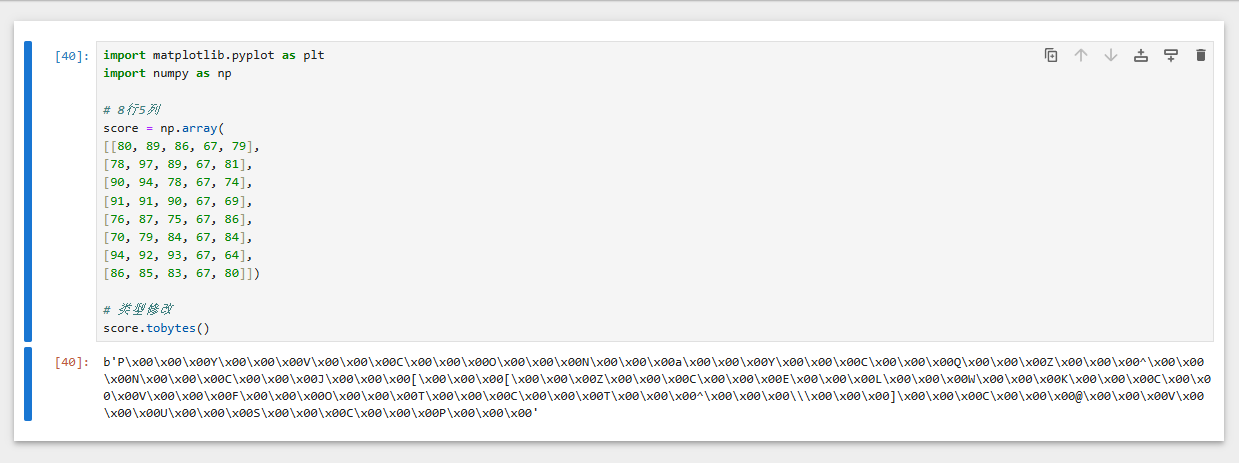 [40]:
import matplotlib.pyplot as plt
import numpy as np
# 8行5列
score = np.array(
[[80, 89, 86, 67, 79],
[78, 97, 89, 67, 81],
[90, 94, 78, 67, 74],
[91, 91, 90, 67, 69],
[76, 87, 75, 67, 86],
[70, 79, 84, 67, 84],
[94, 92, 93, 67, 64],
[86, 85, 83, 67, 80]])
# 类型修改
score.tobytes()
[40]:
b'P\x00\x00\x00Y\x00\x00\x00V\x00\x00\x00C\x00\x00\x00O\x00\x00\x00N\x00\x00\x00a\x00\x00\x00Y\x00\x00\x00C\x00\x00\x00Q\x00\x00\x00Z\x00\x00\x00^\x00\x00
\x00N\x00\x00\x00C\x00\x00\x00J\x00\x00\x00[\x00\x00\x00[\x00\x00\x00Z\x00\x00\x00C\x00\x00\x00E\x00\x00\x00L\x00\x00\x00W\x00\x00\x00K\x00\x00\x00C\x00\x0
0\x00V\x00\x00\x00F\x00\x00\x00O\x00\x00\x00T\x00\x00\x00C\x00\x00\x00T\x00\x00\x00^\x00\x00\x00\\\x00\x00\x00]\x00\x00\x00C\x00\x00\x00@\x00\x00\x00V\x00
\x00\x00U\x00\x00\x00S\x00\x00\x00C\x00\x00\x00P\x00\x00\x00'